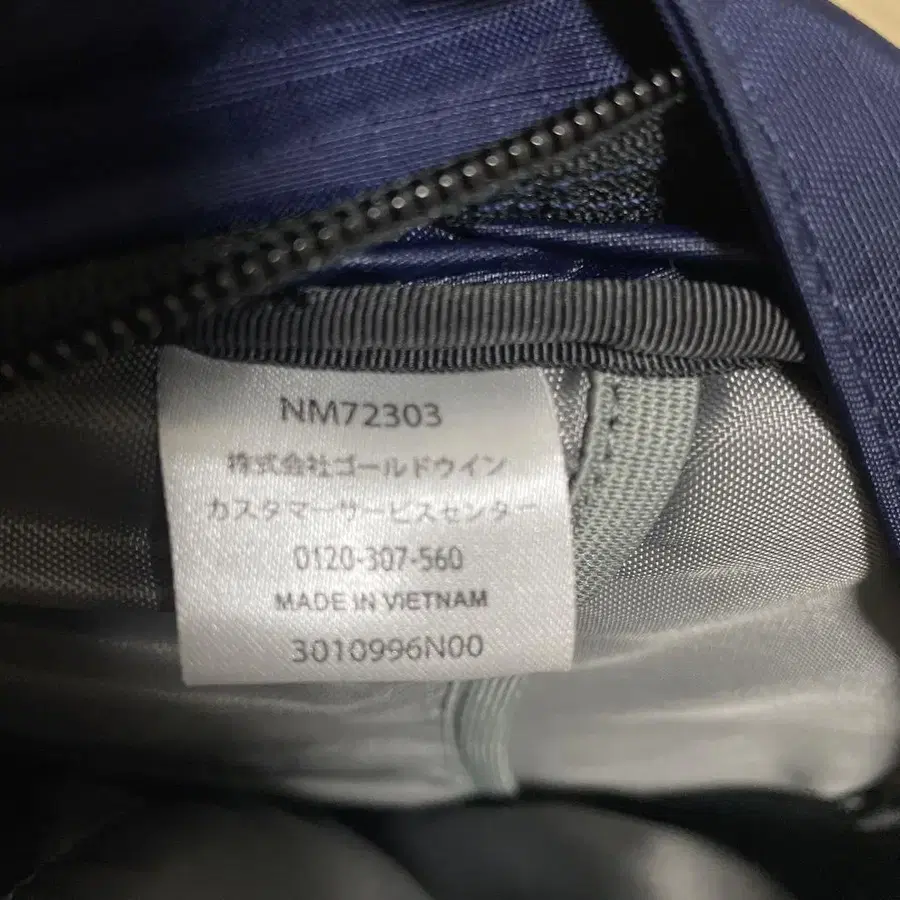 NM72303
株式会社ゴールドウイン
カスタマーサービスセンター
0120-307-560
MADE IN VIETNAM
3010996N00